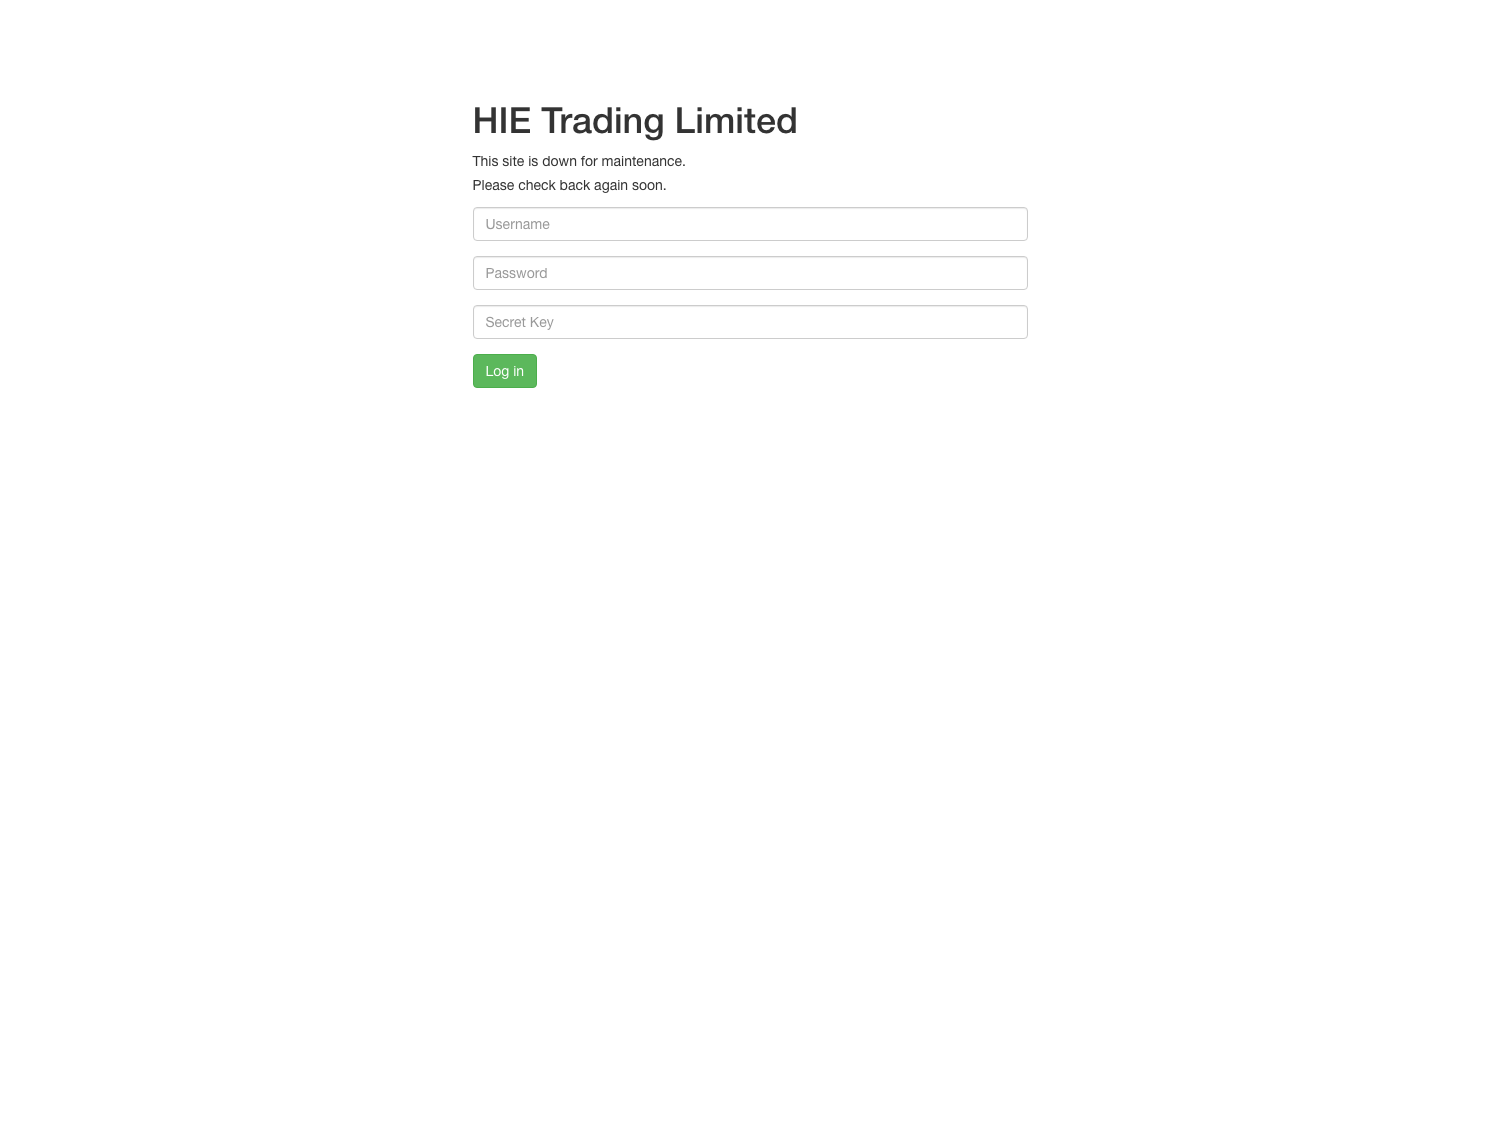 HIE Trading Limited
This site is down for maintenance.
Please check back again soon.
Username
Password
Secret Key
Log in